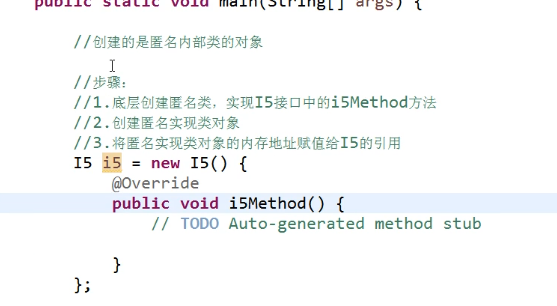 public static void main(String[] args) {
//创建的是匿名内部类的对象
//步骤：
//1.底层创建匿名类，实现I5接口中的i5Method方法
//2.创建匿名实现类对象
//3.将匿名实现类对象的内存地址赋值给I5的引用
I5 i5 = new I5() {
@Override
public void i5Method() {
// TODO Auto-generated method stub
}
};